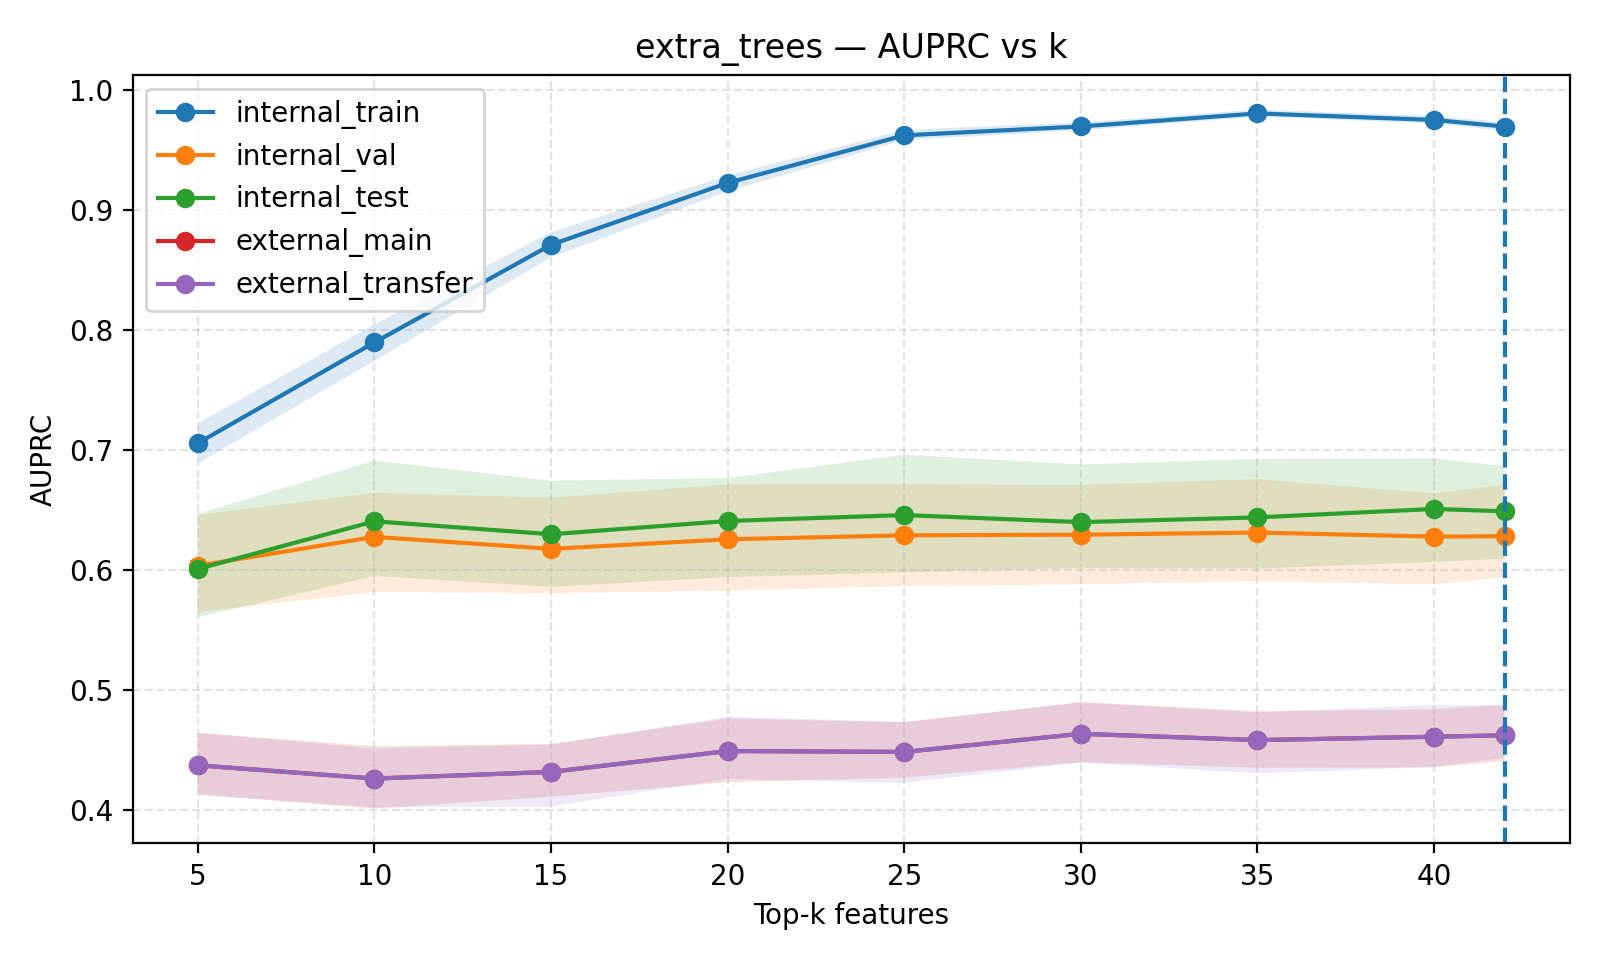 extra_trees — AUPRC vs k
1.0
0.9
0.8
0.7
0.6
0.5
0.4
AUPRC
internal_train
internal_val
internal_test
external_main
external_transfer
5 10 15 20 25 30 35 40
Top-k features